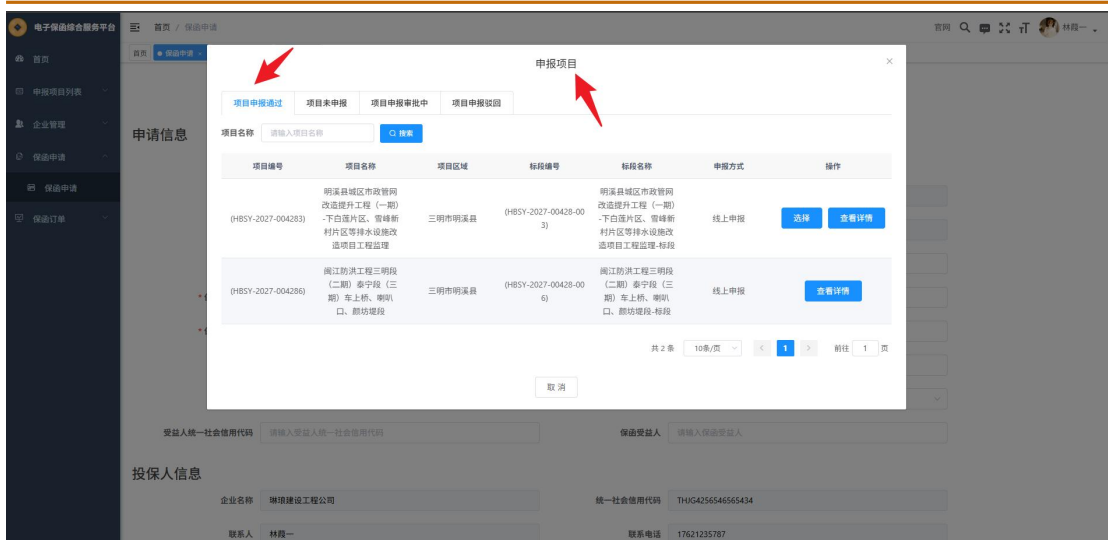 电子保函综合服务平台
首页 / 保函申请
官网
林霞一
首页
保函申请
首页
申报项目列表
企业管理
保函申请
保函申请
保函订单
申请信息
申报项目
项目申报通过
项目未申报
项目申报审批中
项目申报驳回
项目名称
请输入项目名称
搜索
项目编号 项目名称 项目区域 标段编号 标段名称 申报方式 操作
明溪县城区市政管网 明溪县城区市政管网
改造提升工程（一期） 改造提升工程（一期）
(HBSY-2027-004283) -下白莲片区、雪峰新 三明市明溪县 (HBSY-2027-00428-00 -下白莲片区、雪峰新 线上申报 选择 查看详情
村片区等排水设施改 3) 村片区等排水设施改
造项目工程监理 造项目工程监理-标段
闽江防洪工程三明段 闽江防洪工程三明段
(HBSY-2027-004286) （二期）泰宁段（三 三明市明溪县 (HBSY-2027-00428-00 （二期）泰宁段（三 线上申报 查看详情
期）车上桥、喇叭 6) 期）车上桥、喇叭
口、颜坊堤段 口、颜坊堤段-标段
共 2 条 10条/页 1 前往 1 页
取 消
受益人统一社会信用代码 请输入受益人统一社会信用代码 保函受益人 请输入保函受益人
投保人信息
企业名称 琳琅建设工程公司 统一社会信用代码 THJG4256546565434
联系人 林霞一 联系电话 17621235787